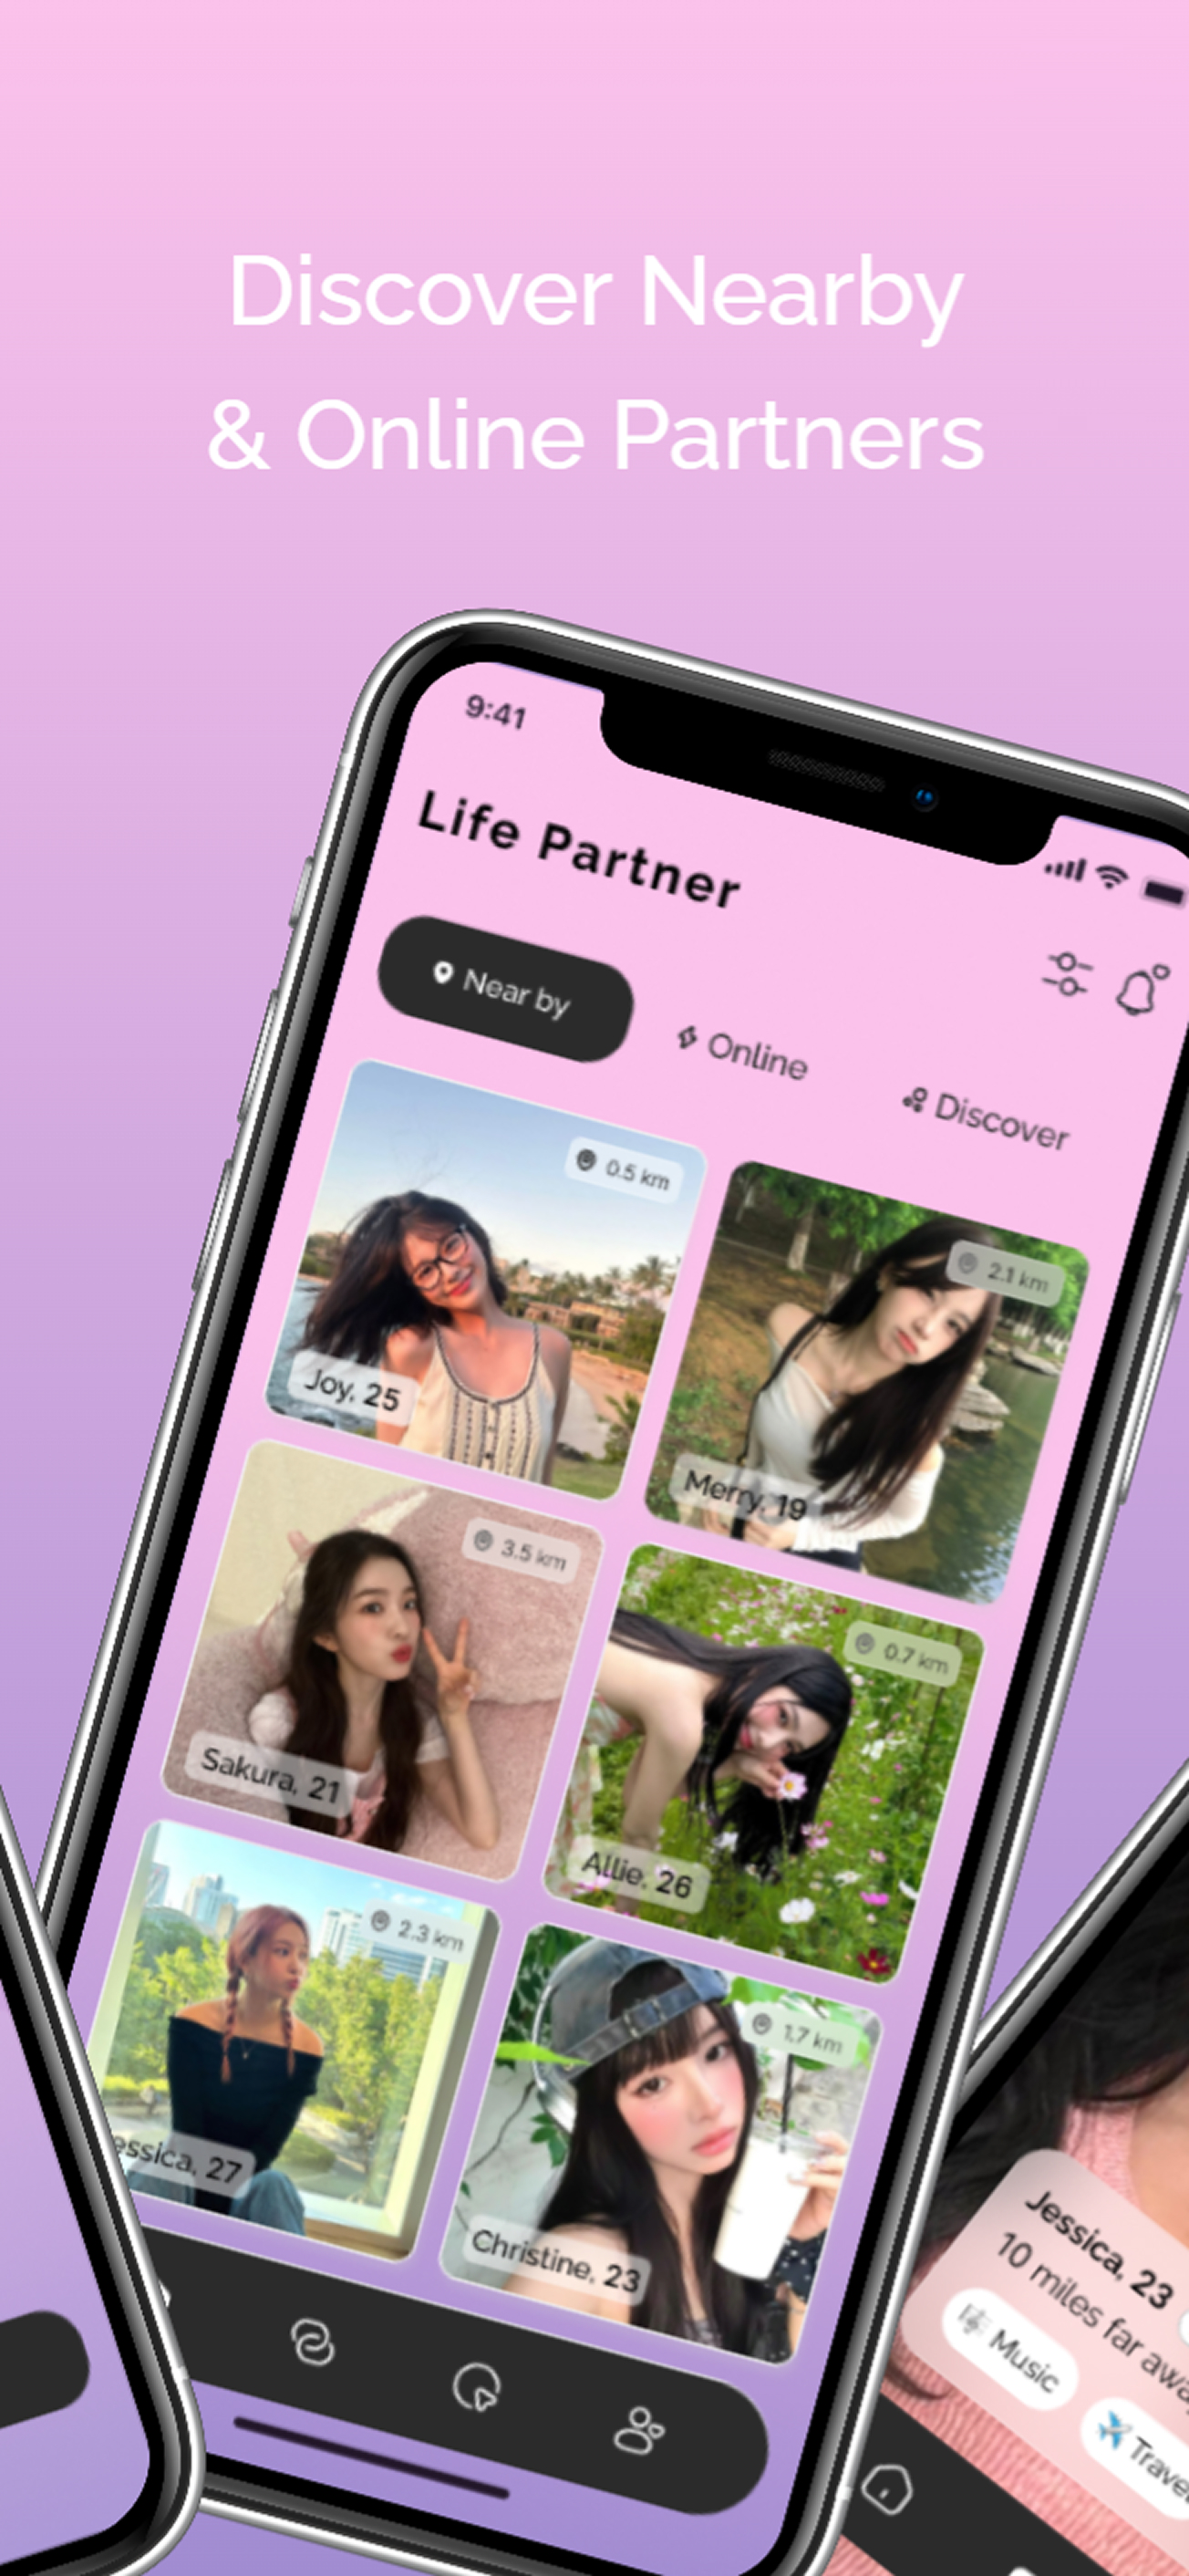 Discover Nearby
& Online Partners
9:41
Life Partner
Near by
Online
Discover
0.5 km
Joy, 25
2.1 km
Merry, 19
3.5 km
Sakura, 21
0.7 km
Allie, 26
2.3 km
essica, 27
1.7 km
Christine, 23
Jessica, 23
10 miles far awa
Music
Trave